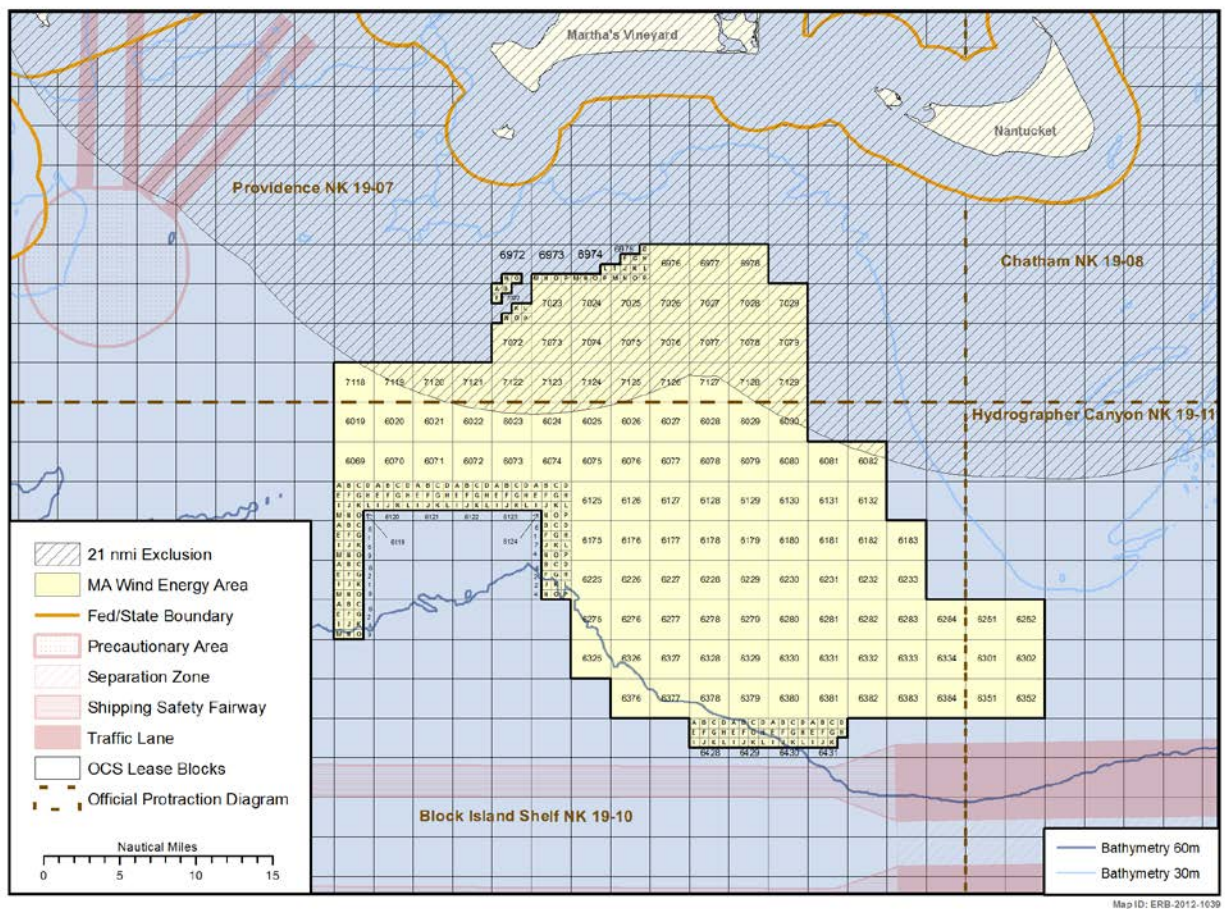 Martha's Vineyard
Nantucket
Providence NK 19-07
Chatham NK 19-08
6972 6973 6974 6975
6976 6977 6978
7023 7024 7025 7026 7027 7028 7029
7072 7073 7074 7075 7076 7077 7078 7079
7118 7119 7120 7121 7122 7123 7124 7125 7126 7127 7128 7129
Hydrographer Canyon NK 19-11
6019 6020 6021 6022 6023 6024 6025 6026 6027 6028 6029 6030
6069 6070 6071 6072 6073 6074 6075 6076 6077 6078 6079 6080 6081 6082
6125 6126 6127 6128 6129 6130 6131 6132
6120 6121 6122 6123
6119 6124
6175 6176 6177 6178 6179 6180 6181 6182 6183
6225 6226 6227 6228 6229 6230 6231 6232 6233
6275 6276 6277 6278 6279 6280 6281 6282 6283 6284 6251 6252
6325 6326 6327 6328 6329 6330 6331 6332 6333 6334 6301 6302
6376 6377 6378 6379 6380 6381 6382 6383 6384 6351 6352
6428 6429 6430 6431
Block Island Shelf NK 19-10
21 nmi Exclusion
MA Wind Energy Area
Fed/State Boundary
Precautionary Area
Separation Zone
Shipping Safety Fairway
Traffic Lane
OCS Lease Blocks
Official Protraction Diagram
Nautical Miles
0 5 10 15
Bathymetry 60m
Bathymetry 30m
Map ID: ERB-2012-1039